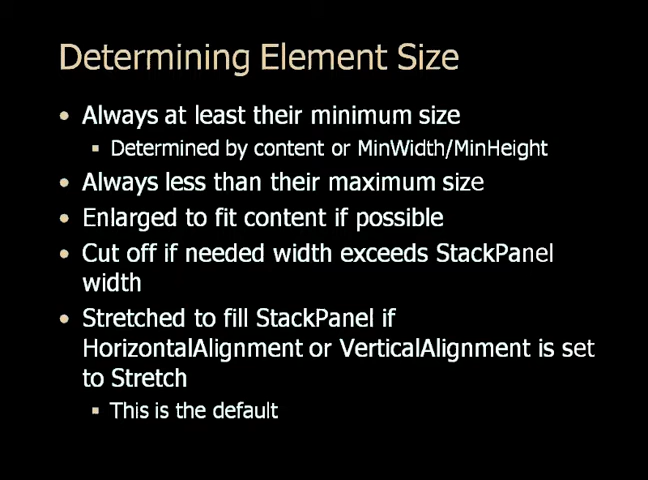 Determining Element Size
• Always at least their minimum size
▪ Determined by content or MinWidth/MinHeight
• Always less than their maximum size
• Enlarged to fit content if possible
• Cut off if needed width exceeds StackPanel
width
• Stretched to fill StackPanel if
HorizontalAlignment or VerticalAlignment is set
to Stretch
▪ This is the default